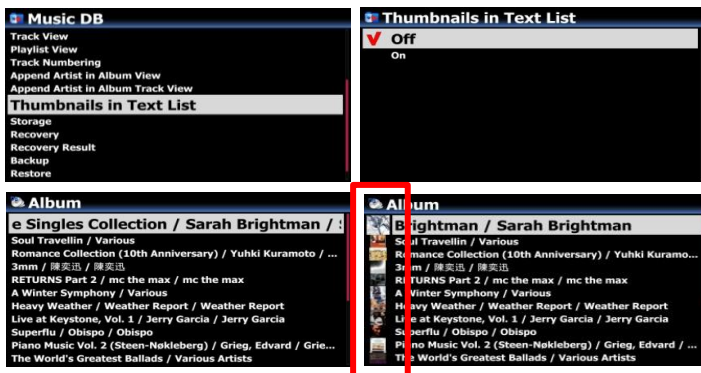 Music DB
Track View
Playlist View
Track Numbering
Append Artist in Album View
Append Artist in Album Track View
Thumbnails in Text List
Storage
Recovery
Recovery Result
Backup
Restore
Thumbnails in Text List
Off
On
Album
e Singles Collection / Sarah Brightman / S
Soul Travellin / Various
Romance Collection (10th Anniversary) / Yuhki Kuramoto / ...
3mm / 陳奕迅 / 陳奕迅
RETURNS Part 2 / mc the max / mc the max
A Winter Symphony / Various
Heavy Weather / Weather Report / Weather Report
Live at Keystone, Vol. 1 / Jerry Garcia / Jerry Garcia
Superflu / Obispo / Obispo
Piano Music Vol. 2 (Steen-Nøkleberg) / Grieg, Edvard / Grie...
The World's Greatest Ballads / Various Artists
Album
Brightman / Sarah Brightman
Soul Travellin / Various
Romance Collection (10th Anniversary) / Yuhki Kuramo...
3mm / 陳奕迅 / 陳奕迅
RETURNS Part 2 / mc the max / mc the max
A Winter Symphony / Various
Heavy Weather / Weather Report / Weather Report
Live at Keystone, Vol. 1 / Jerry Garcia / Jerry Garcia
Superflu / Obispo / Obispo
Piano Music Vol. 2 (Steen-Nøkleberg) / Grieg, Edvard / ...
The World's Greatest Ballads / Various Artists